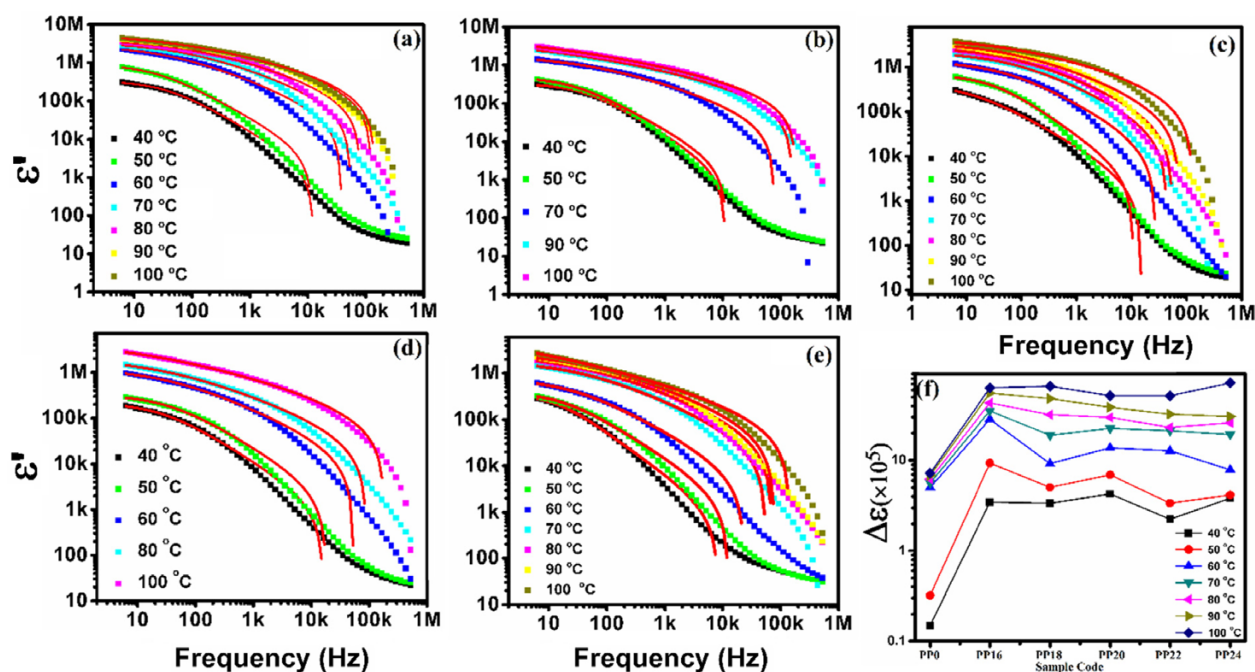 (a)
10M
1M
100k
10k
1k
100
10
1
ε'
40 °C
50 °C
60 °C
70 °C
80 °C
90 °C
100 °C
10 100 1k 10k 100k 1M
(b)
10M
1M
100k
10k
1k
100
10
1
40 °C
50 °C
70 °C
90 °C
100 °C
10 100 1k 10k 100k 1M
(c)
1M
100k
10k
1k
100
10
40 °C
50 °C
60 °C
70 °C
80 °C
90 °C
100 °C
10 100 1k 10k 100k 1M
Frequency (Hz)
(d)
1M
100k
10k
1k
100
10
ε'
40 °C
50 °C
60 °C
80 °C
100 °C
10 100 1k 10k 100k 1M
Frequency (Hz)
(e)
1M
100k
10k
1k
100
10
40 °C
50 °C
60 °C
70 °C
80 °C
90 °C
100 °C
10 100 1k 10k 100k 1M
Frequency (Hz)
(f)
10
1
0.1
Δε(×10⁵)
40 °C
50 °C
60 °C
70 °C
80 °C
90 °C
100 °C
PP0 PP16 PP18 PP20 PP22 PP24
Sample Code